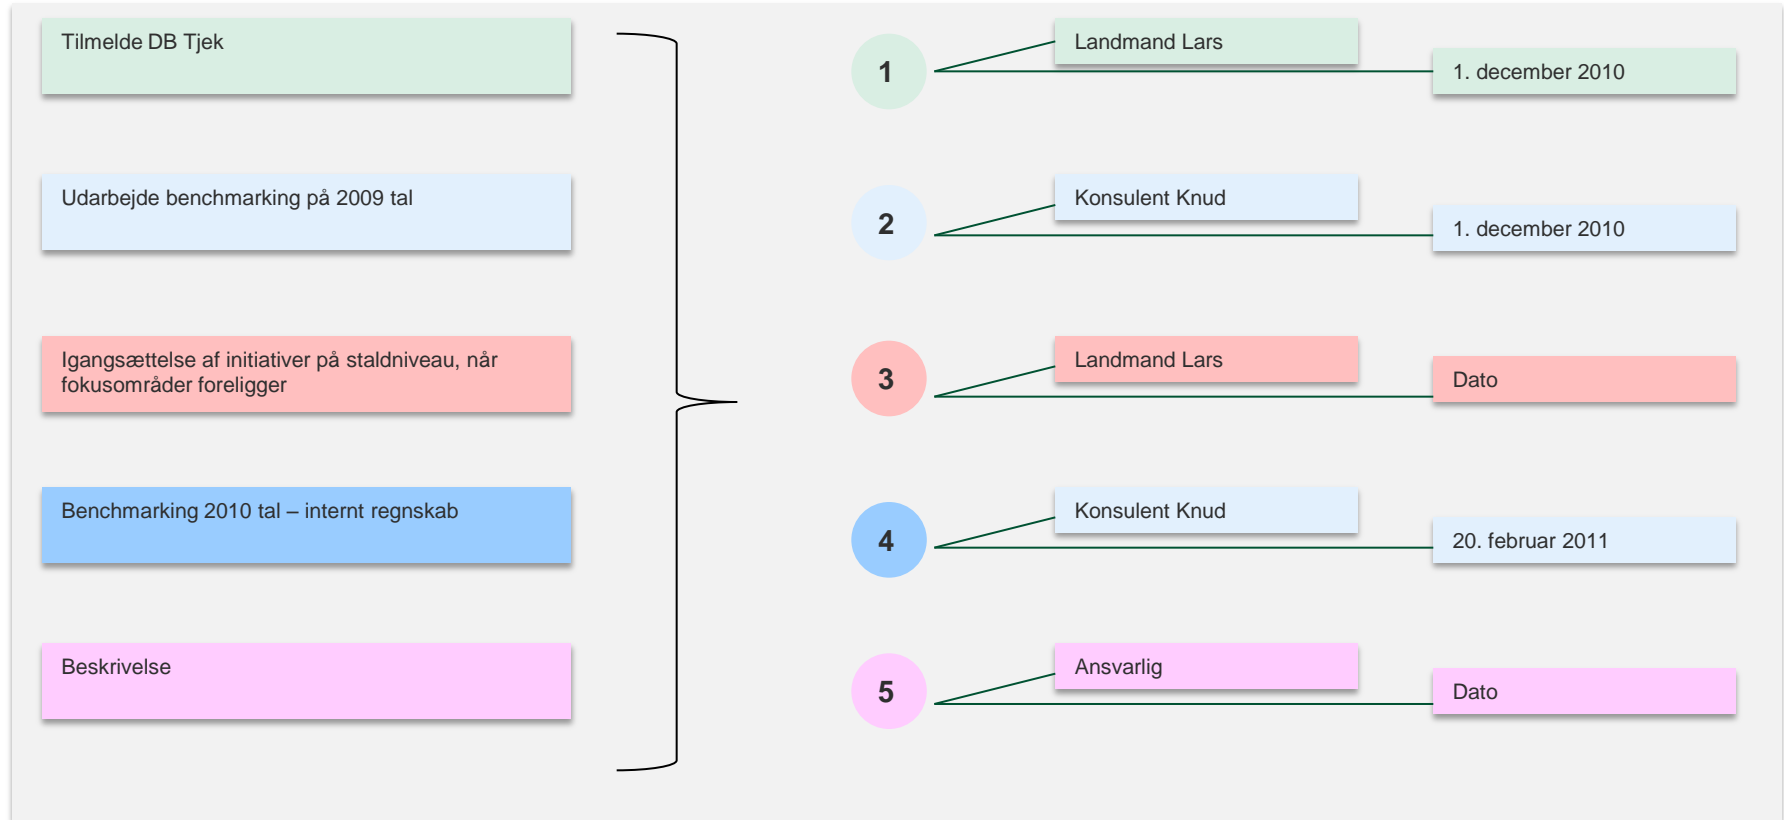 Tilmelde DB Tjek
1
Landmand Lars
1. december 2010
Udarbejde benchmarking på 2009 tal
2
Konsulent Knud
1. december 2010
Igangsættelse af initiativer på staldniveau, når
fokusområder foreligger
3
Landmand Lars
Dato
Benchmarking 2010 tal – internt regnskab
4
Konsulent Knud
20. februar 2011
Beskrivelse
5
Ansvarlig
Dato